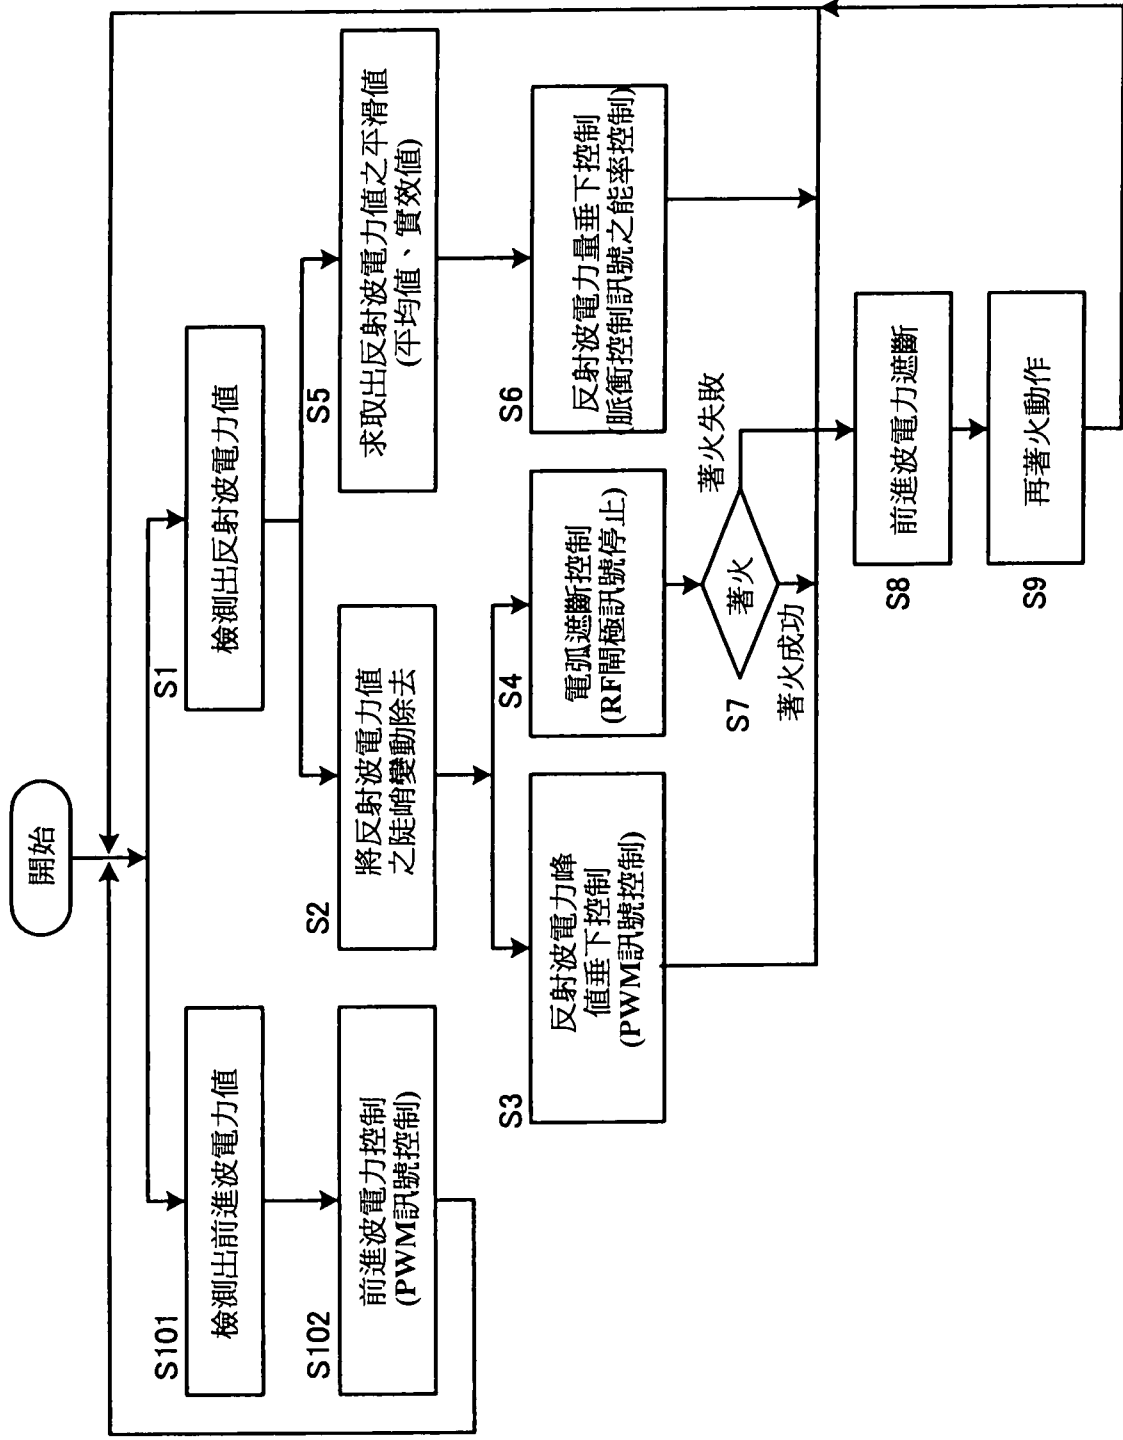 開始
S101
檢測出前進波電力值
S102
前進波電力控制
(PWM訊號控制)
S1
檢測出反射波電力值
S2
將反射波電力值
之陡峭變動除去
S5
求取出反射波電力值之平滑值
(平均值、實效值)
S3
反射波電力峰
值垂下控制
(PWM訊號控制)
S4
電弧遮斷控制
(RF閘極訊號停止)
S6
反射波電力量垂下控制
(脈衝控制訊號之能率控制)
S7
著火
著火失敗
著火成功
S8
前進波電力遮斷
S9
再著火動作